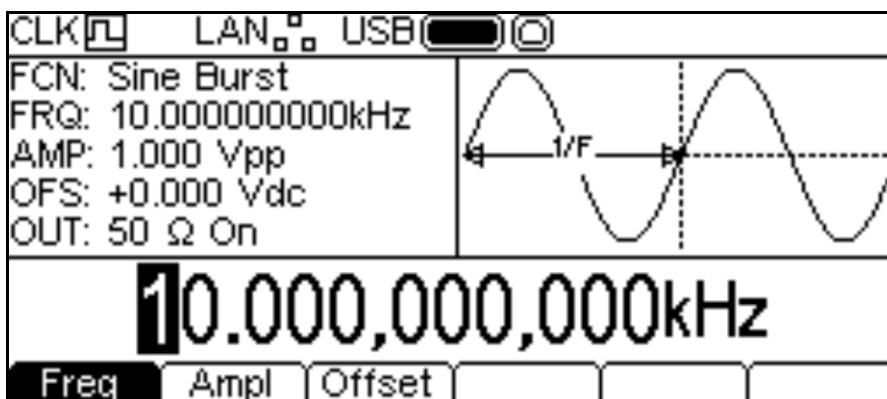 CLK LAN USB
FCN: Sine Burst
FRQ: 10.000000000kHz
AMP: 1.000 Vpp
OFS: +0.000 Vdc
OUT: 50 Ω On
1/F
10.000,000,000kHz
Freq Ampl Offset